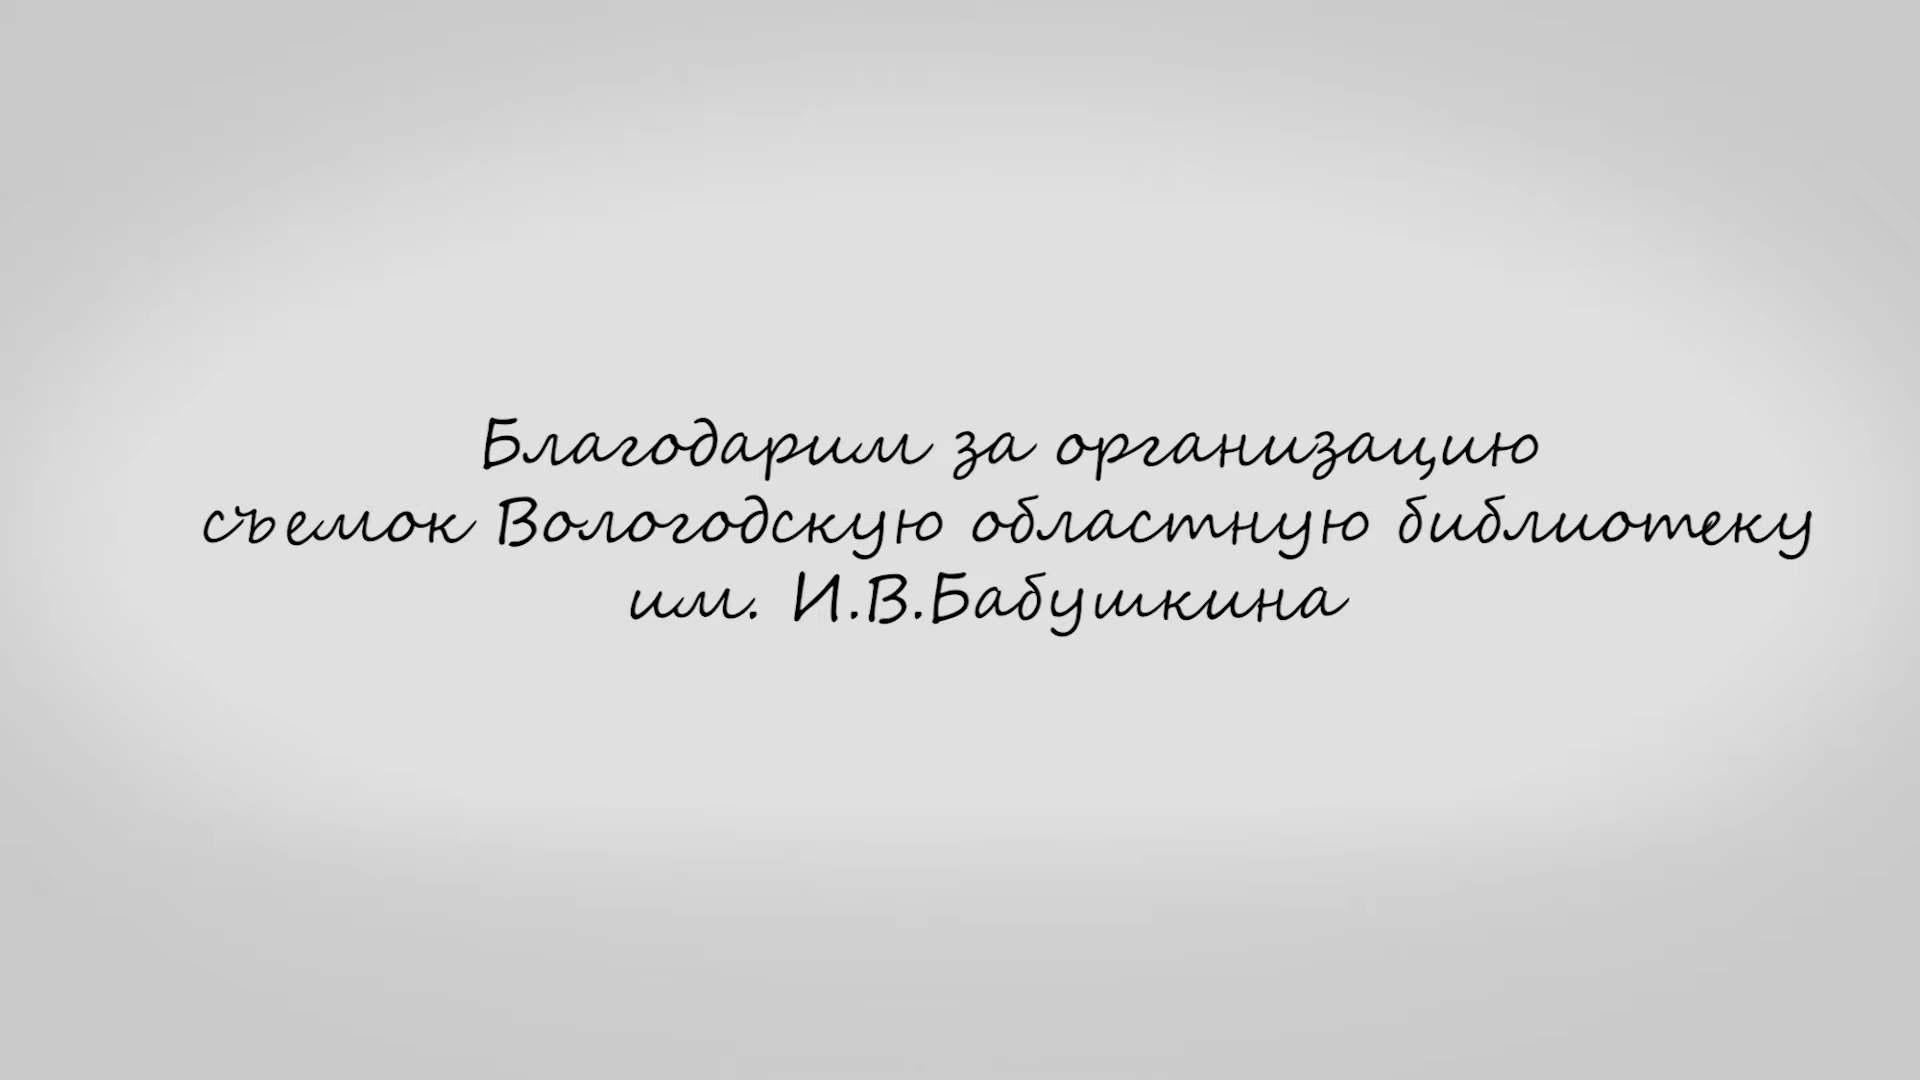 Благодарим за организацию
съемок Вологодскую областную библиотеку
им. И.В.Бабушкина